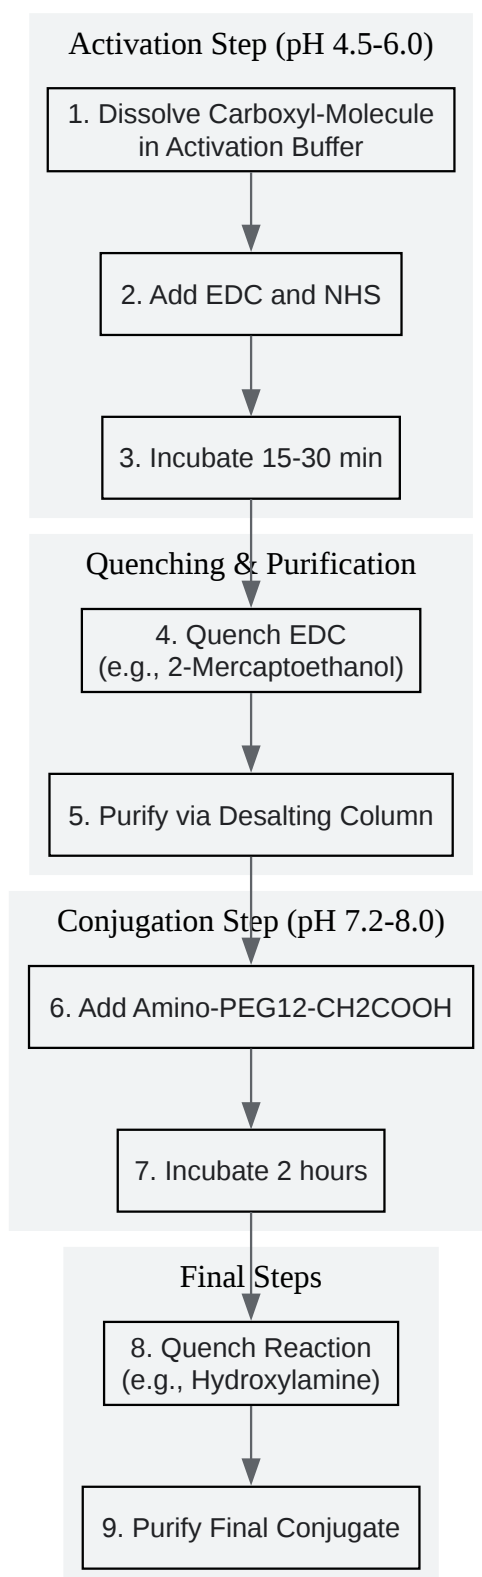 Activation Step (pH 4.5-6.0)
1. Dissolve Carboxyl-Molecule
in Activation Buffer
2. Add EDC and NHS
3. Incubate 15-30 min
Quenching & Purification
4. Quench EDC
(e.g., 2-Mercaptoethanol)
5. Purify via Desalting Column
Conjugation Step (pH 7.2-8.0)
6. Add Amino-PEG12-CH2COOH
7. Incubate 2 hours
Final Steps
8. Quench Reaction
(e.g., Hydroxylamine)
9. Purify Final Conjugate